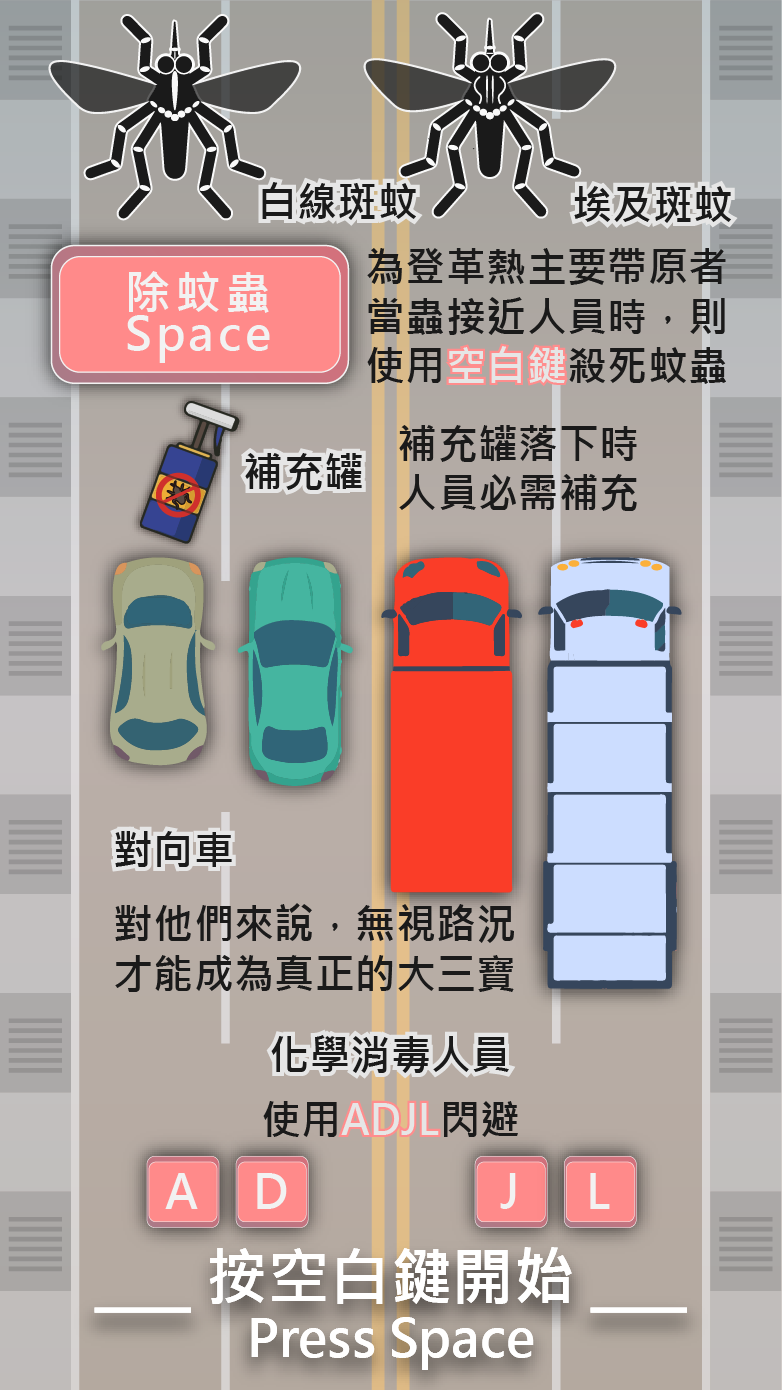 白線斑蚊
埃及斑蚊
除蚊蟲
Space
為登革熱主要帶原者
當蟲接近人員時，則
使用空白鍵殺死蚊蟲
補充罐
補充罐落下時
人員必需補充
對向車
對他們來說，無視路況
才能成為真正的大三寶
化學消毒人員
使用ADJL閃避
A D J L
按空白鍵開始
Press Space